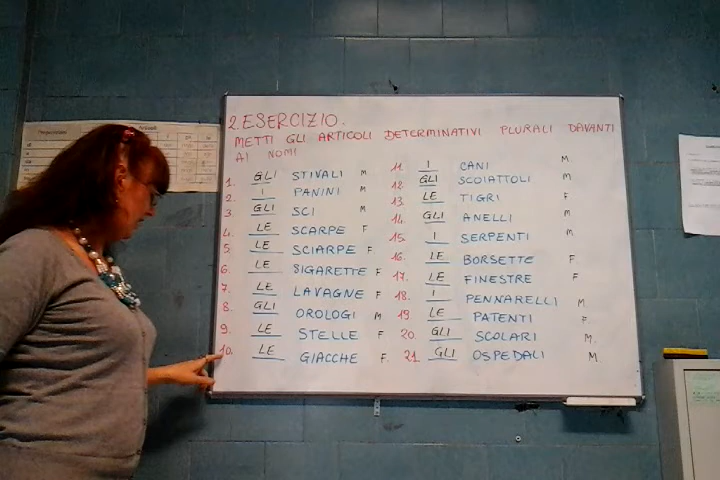 2. ESERCIZIO.
METTI GLI ARTICOLI DETERMINATIVI PLURALI DAVANTI
AI NOMI
1. GLI STIVALI M
2. I PANINI M
3. GLI SCI M
4. LE SCARPE F
5. LE SCIARPE F
6. LE SIGARETTE F
7. LE LAVAGNE F
8. GLI OROLOGI M
9. LE STELLE F
10. LE GIACCHE F.
11. I CANI M
12. GLI SCOIATTOLI M
13. LE TIGRI F
14. GLI ANELLI M
15. I SERPENTI M
16. LE BORSETTE F
17. LE FINESTRE F
18. I PENNARELLI M
19 LE PATENTI F.
20. GLI SCOLARI M.
21. GLI OSPEDALI M.